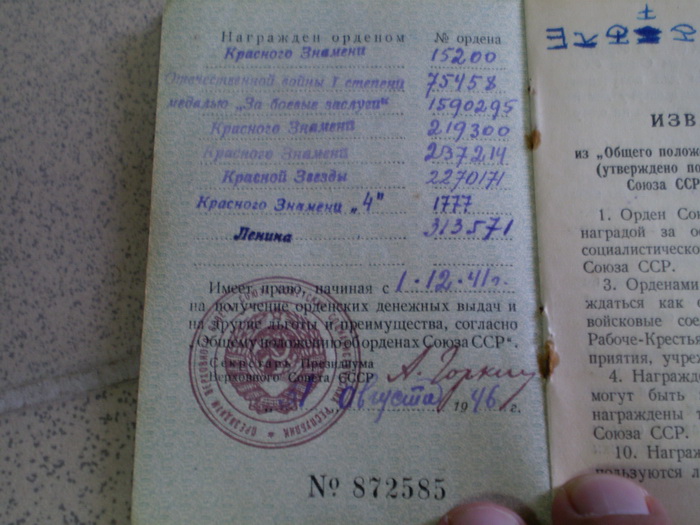 Награжден орденом № ордена
Красного Знамени 15200
Отечественной войны I степени 75458
медалью „За боевые заслуги“ 1590295
Красного Знамени 219300
Красного Знамени 237214
Красной Звезды 2270171
Красного Знамени „4“ 1777
Ленина 313571
Имеет право, начиная с 1.12.41г.
на получение орденских денежных выдач и
на другие льготы и преимущества, согласно
„Общему положению об орденах Союза ССР“.
Секретарь Президиума
Верховного Совета СССР А. Горкин
Августа 1946 г.
№ 872585
ИЗВ
из „Общего полож
(утверждено по
Союза ССР
1. Орден Сою
наградой за о
социалистическо
Союза ССР.
3. Орденами
ждаться как
войсковые сое
Рабоче-Крестья
приятия, учре
4. Награжд
могут быть
награждены т
Союза ССР.
10. Награж
пользуются л